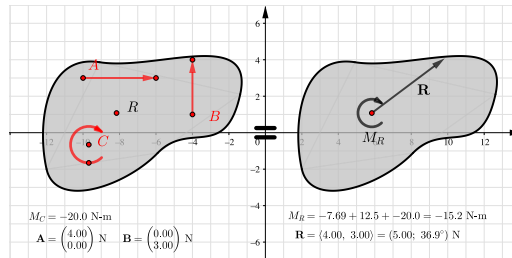 4
2
-2
-4
-6
-12
-10
-8
-6
-4
-2
0
2
4
6
8
10
12
A
R
B
C
R
M_R
M_C = −20.0 N-m
A = (4.00 0.00) N B = (0.00 3.00) N
M_R = −7.69 + 12.5 + −20.0 = −15.2 N-m
R = ⟨4.00, 3.00⟩ = (5.00; 36.9°) N